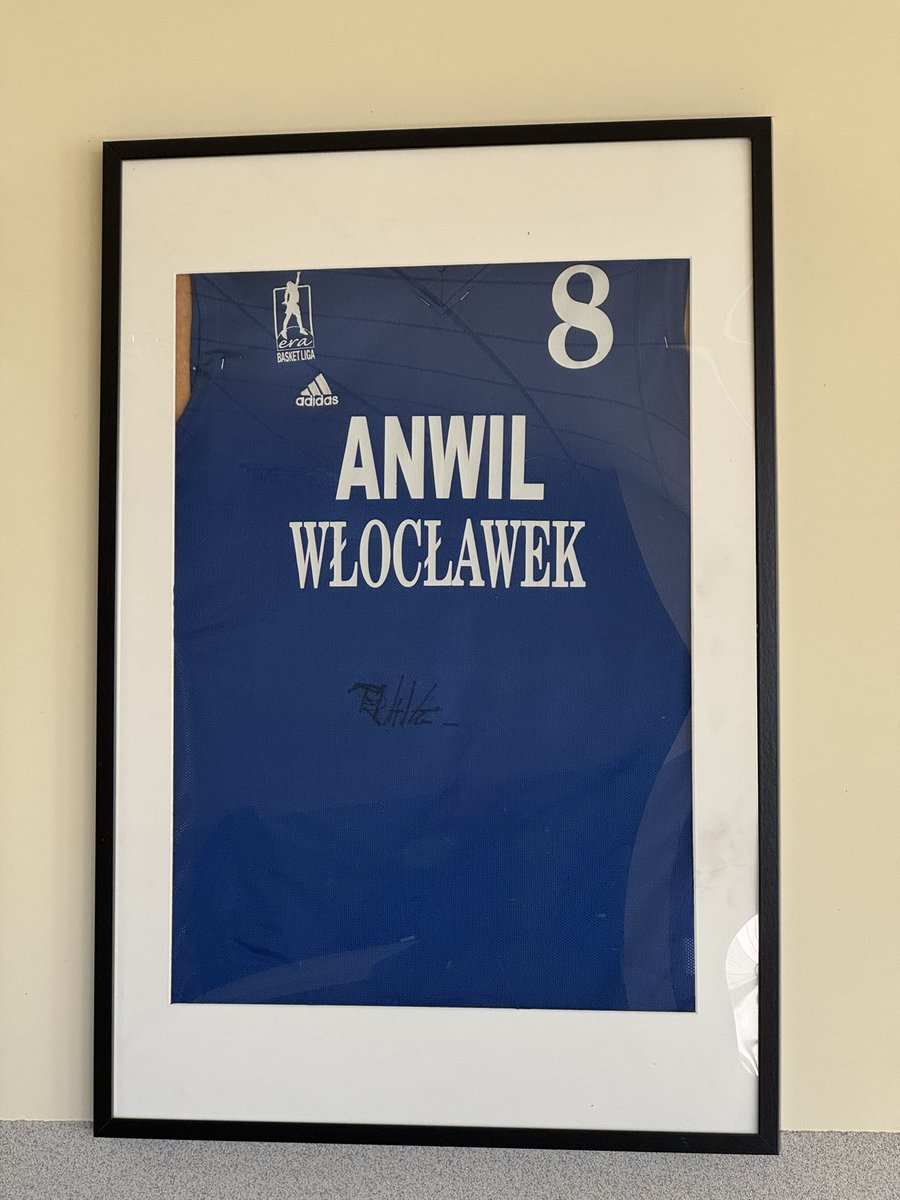 8
era
BASKET LIGA
adidas
ANWIL
WŁOCŁAWEK